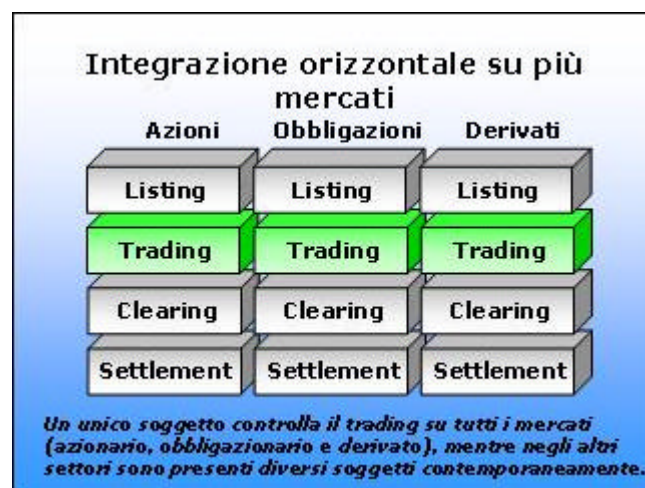 Integrazione orizzontale su più
mercati
Azioni Obbligazioni Derivati
Listing Listing Listing
Trading Trading Trading
Clearing Clearing Clearing
Settlement Settlement Settlement
Un unico soggetto controlla il trading su tutti i mercati
(azionario, obbligazionario e derivato), mentre negli altri
settori sono presenti diversi soggetti contemporaneamente.